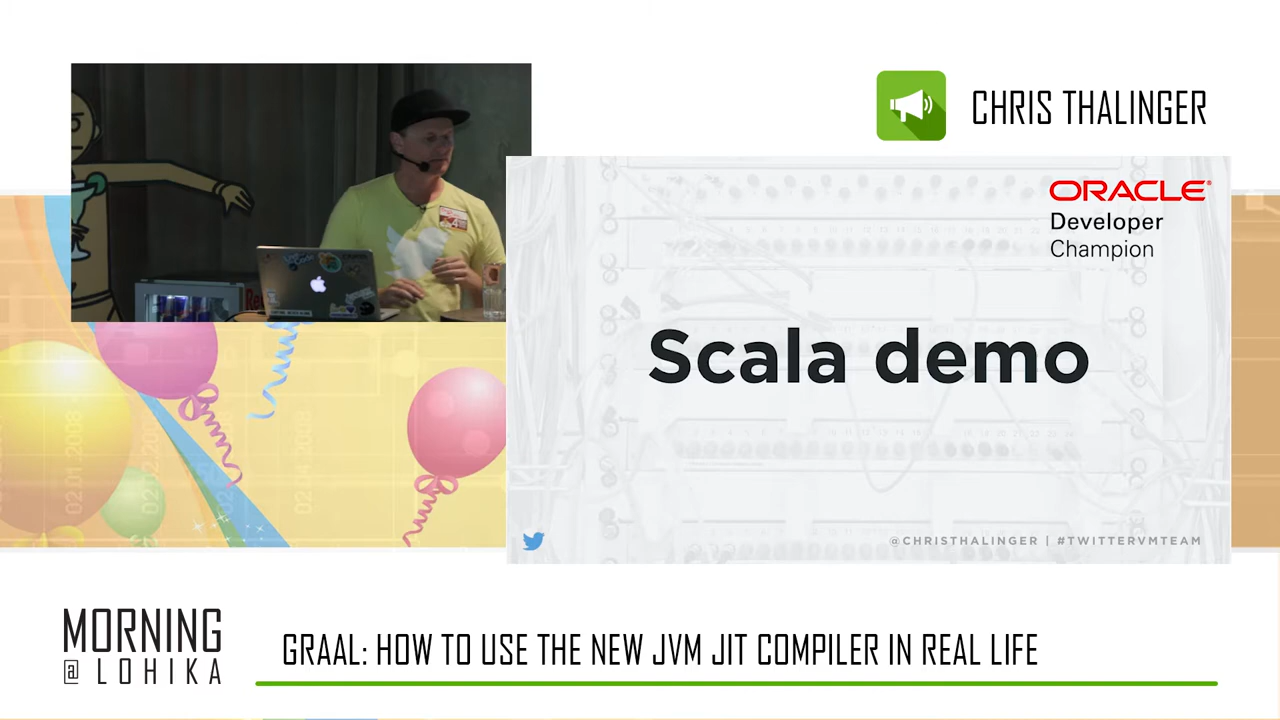 CHRIS THALINGER
ORACLE®
Developer
Champion
Scala demo
@CHRISTHALINGER | #TWITTERVMTEAM
MORNING
@ LOHIKA
GRAAL: HOW TO USE THE NEW JVM JIT COMPILER IN REAL LIFE